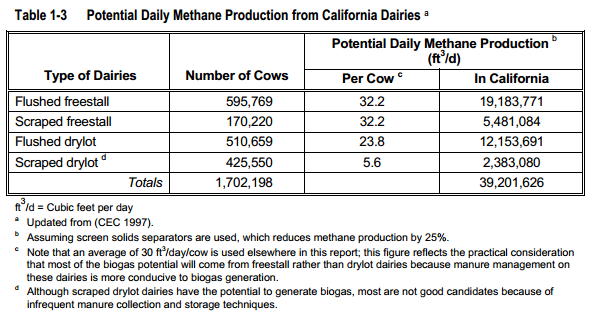 Table 1-3 Potential Daily Methane Production from California Dairies a
Potential Daily Methane Production b
(ft3/d)
Type of Dairies Number of Cows Per Cow c In California
Flushed freestall 595,769 32.2 19,183,771
Scraped freestall 170,220 32.2 5,481,084
Flushed drylot 510,659 23.8 12,153,691
Scraped drylot d 425,550 5.6 2,383,080
Totals 1,702,198 39,201,626
ft3/d = Cubic feet per day
a Updated from (CEC 1997).
b Assuming screen solids separators are used, which reduces methane production by 25%.
c Note that an average of 30 ft3/day/cow is used elsewhere in this report; this figure reflects the practical consideration
that most of the biogas potential will come from freestall rather than drylot dairies because manure management on
these dairies is more conducive to biogas generation.
d Although scraped drylot dairies have the potential to generate biogas, most are not good candidates because of
infrequent manure collection and storage techniques.